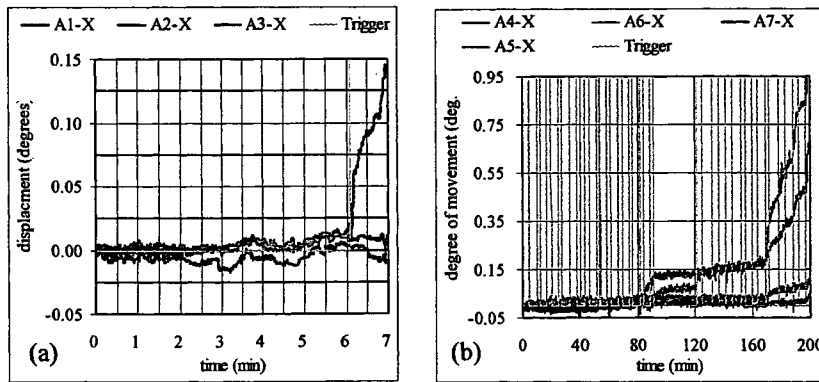 A1-X A2-X A3-X Trigger
0.15
0.10
0.05
0.00
-0.05
displacment (degrees)
0 1 2 3 4 5 6 7
time (min)
(a)
A4-X A6-X A7-X
A5-X Trigger
0.95
0.75
0.55
0.35
0.15
-0.05
degree of movement (deg.
0 40 80 120 160 200
time (min)
(b)